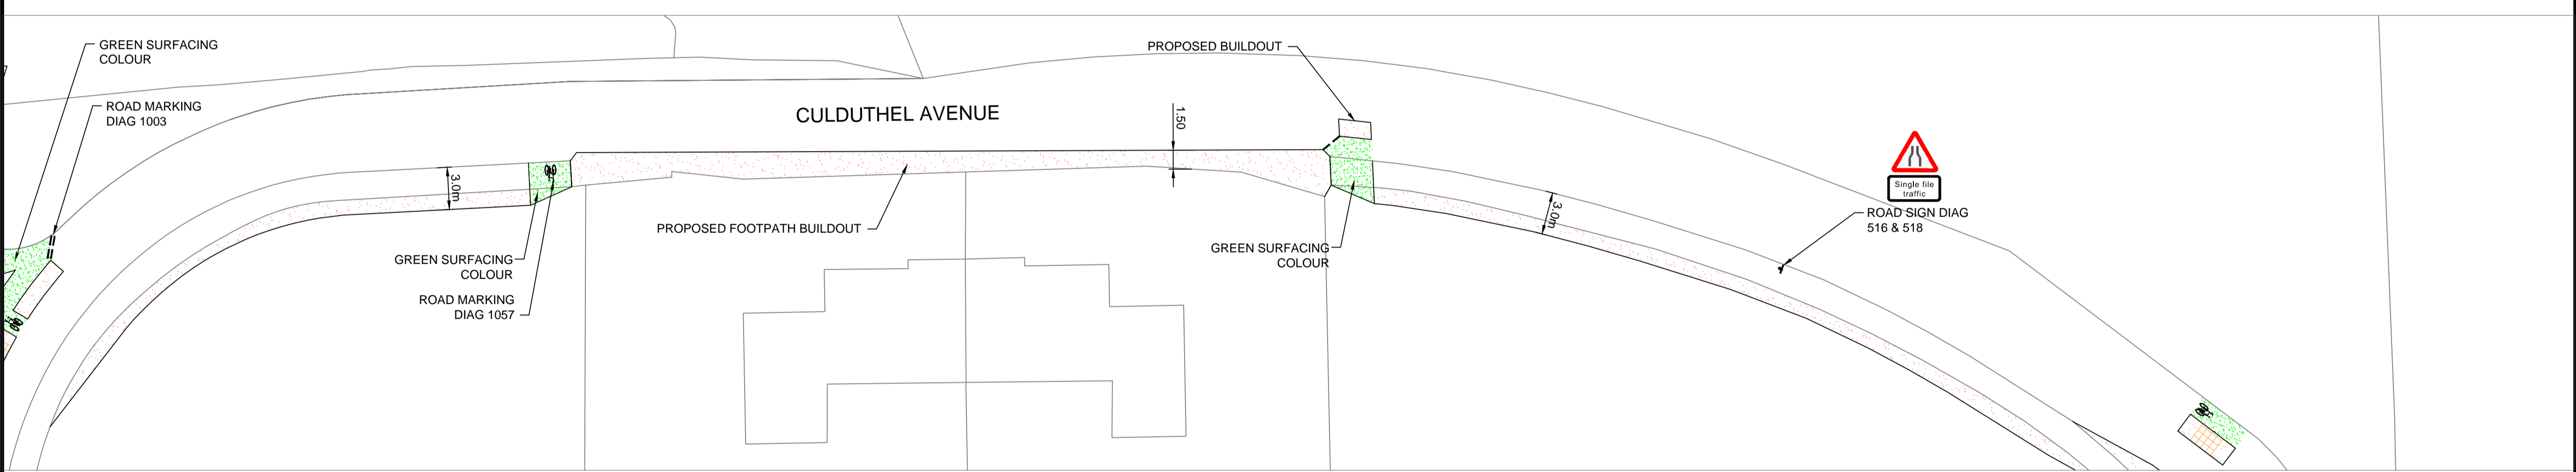 GREEN SURFACING
COLOUR
ROAD MARKING
DIAG 1003
3.0m
GREEN SURFACING
COLOUR
ROAD MARKING
DIAG 1057
CULDUTHEL AVENUE
PROPOSED FOOTPATH BUILDOUT
1.50
PROPOSED BUILDOUT
GREEN SURFACING
COLOUR
3.0m
Single file
traffic
ROAD SIGN DIAG
516 & 518